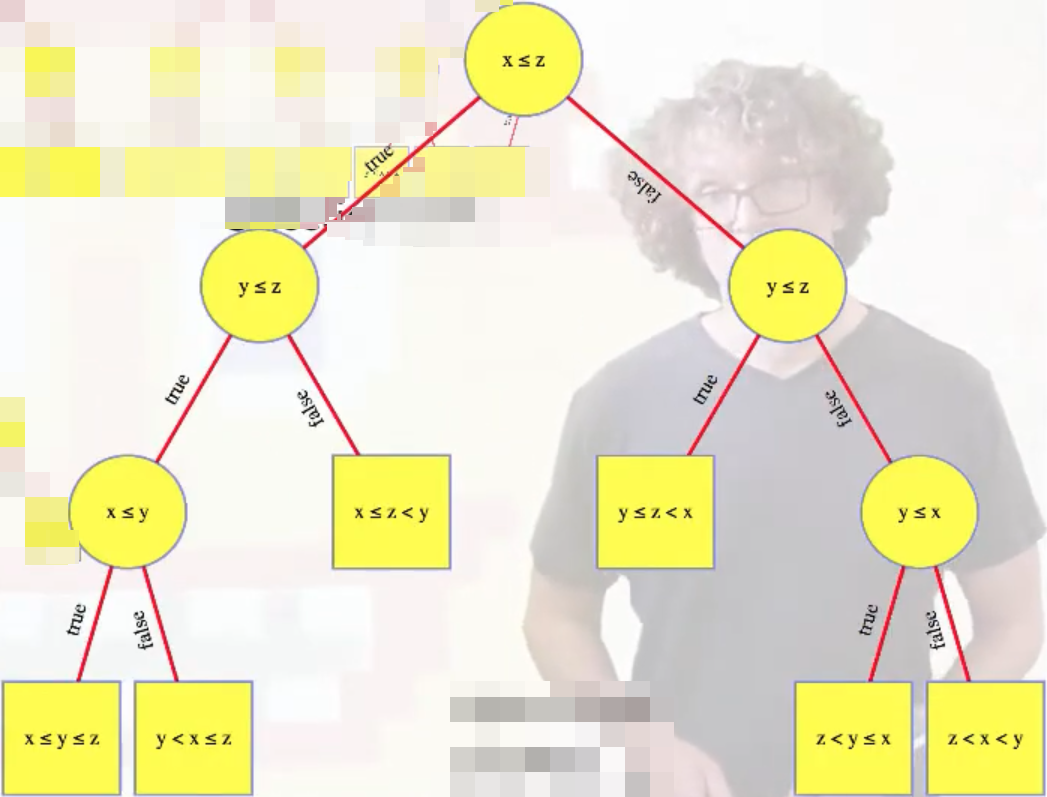 x ≤ z
true
false
y ≤ z
y ≤ z
true
false
true
false
x ≤ y
x ≤ z < y
y ≤ z < x
y ≤ x
true
false
true
false
x ≤ y ≤ z
y < x ≤ z
z < y ≤ x
z < x < y